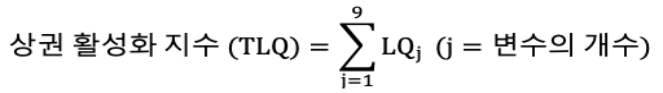 상권 활성화 지수 (TLQ) = ∑_{j=1}^{9} LQ_j (j = 변수의 개수)